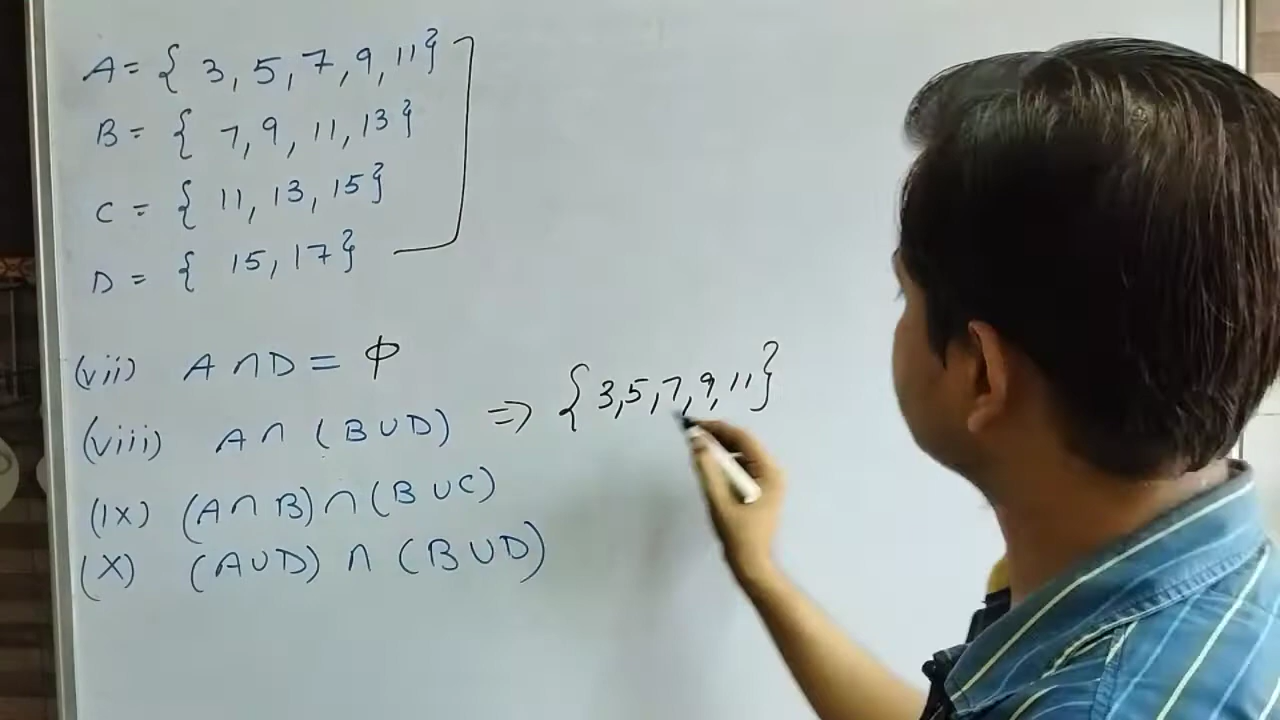 A = { 3, 5, 7, 9, 11}
B = { 7, 9, 11, 13}
C = { 11, 13, 15}
D = { 15, 17}
(vii) A ∩ D = ϕ
(viii) A ∩ (B ∪ D) => {3,5,7,9,11}
(IX) (A ∩ B) ∩ (B ∪ C)
(X) (A ∪ D) ∩ (B ∪ D)